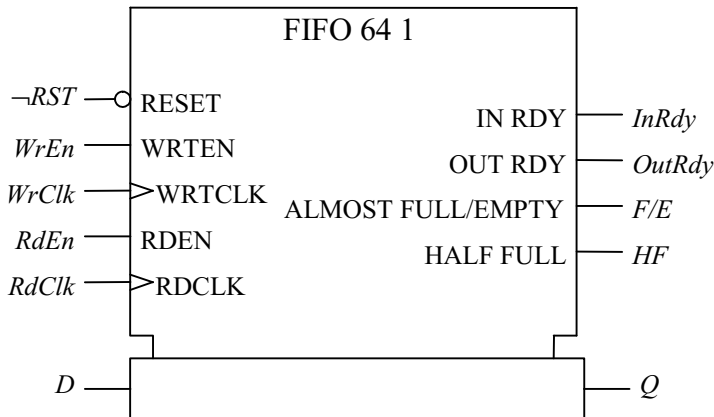 FIFO 64 1
¬RST RESET
IN RDY InRdy
WrEn WRTEN
OUT RDY OutRdy
WrClk WRTCLK
ALMOST FULL/EMPTY F/E
RdEn RDEN
HALF FULL HF
RdClk RDCLK
D Q